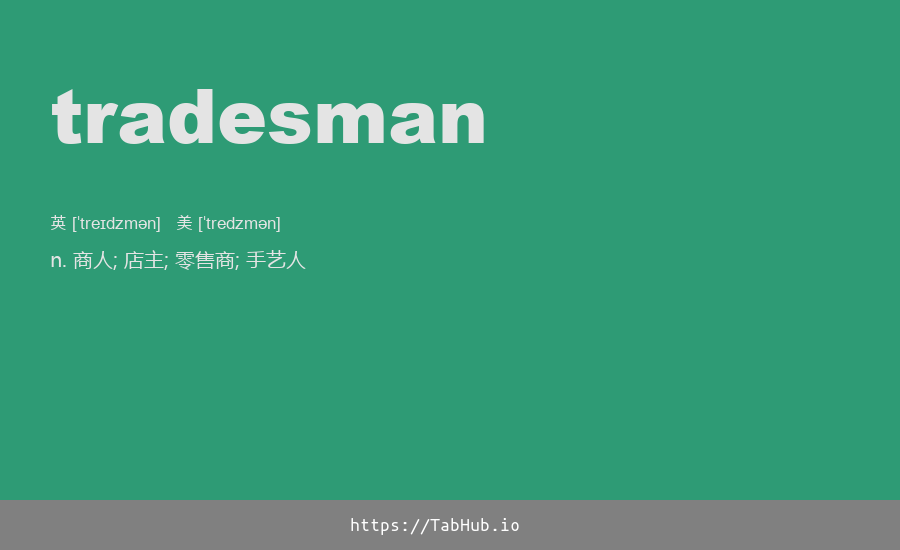 tradesman
英 [ˈtreɪdzmən] 美 [ˈtredzmən]
n. 商人; 店主; 零售商; 手艺人
https://TabHub.io